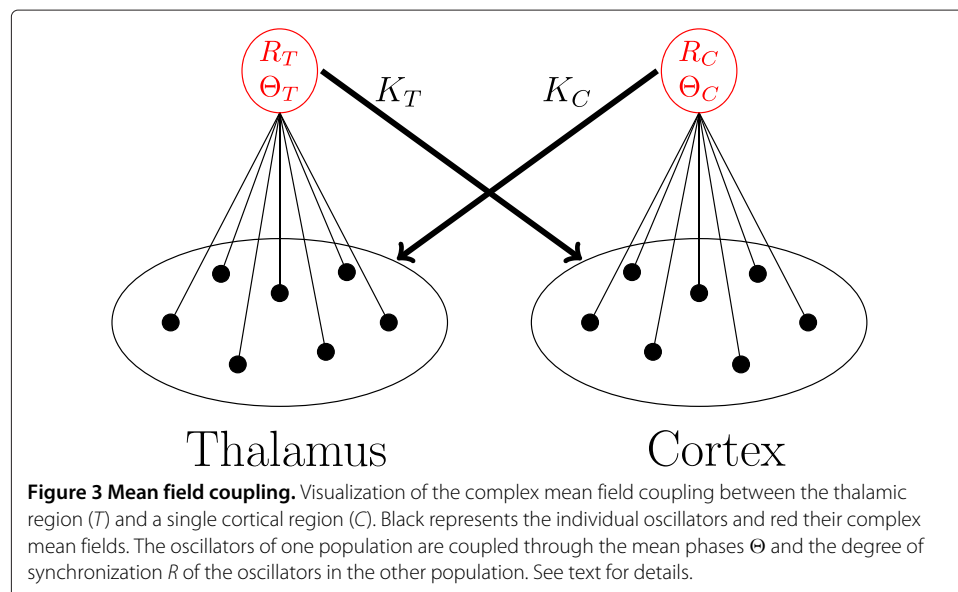 R_T
Θ_T
K_T
K_C
R_C
Θ_C
Thalamus
Cortex
Figure 3 Mean field coupling. Visualization of the complex mean field coupling between the thalamic
region (T) and a single cortical region (C). Black represents the individual oscillators and red their complex
mean fields. The oscillators of one population are coupled through the mean phases Θ and the degree of
synchronization R of the oscillators in the other population. See text for details.